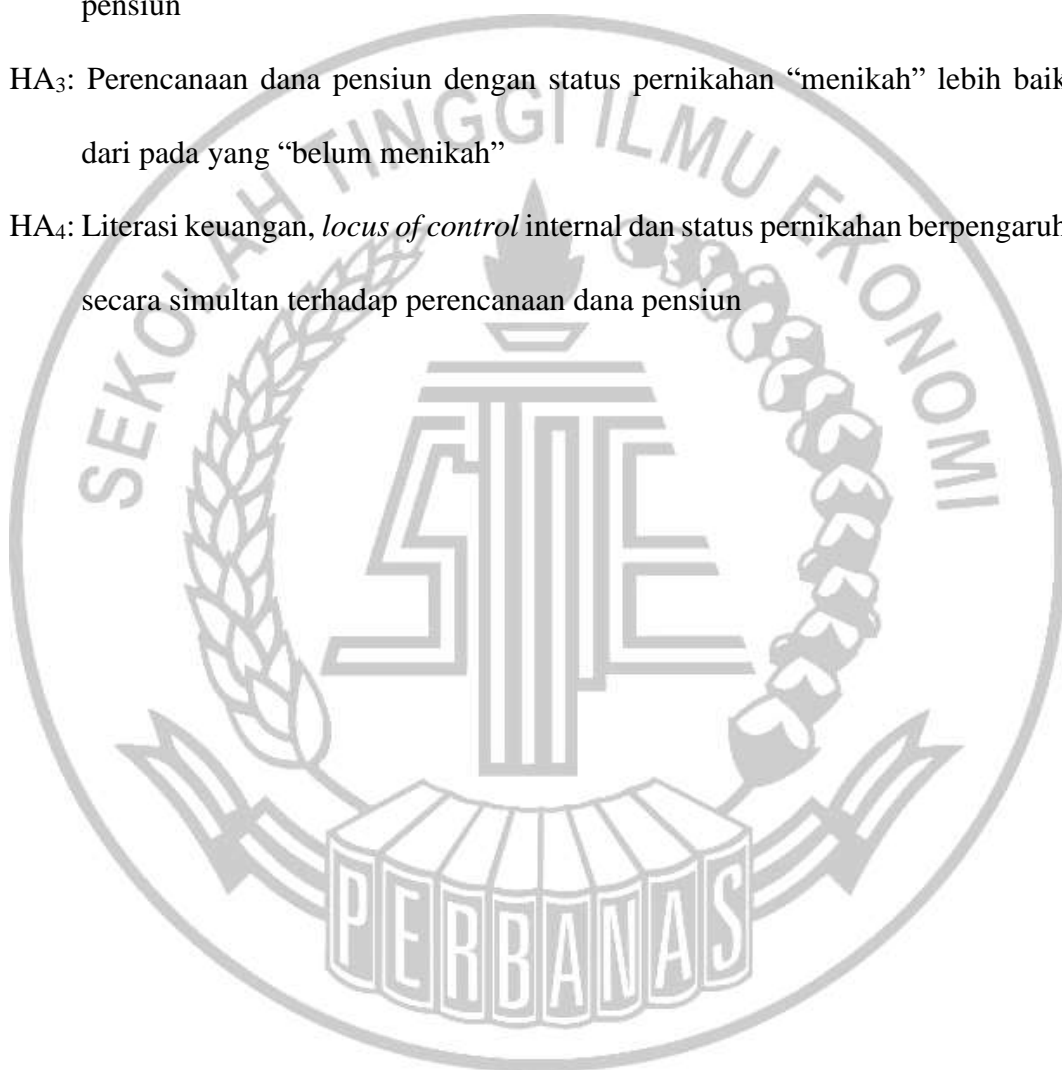 pensiun
HA3: Perencanaan dana pensiun dengan status pernikahan “menikah” lebih baik
dari pada yang “belum menikah”
HA4: Literasi keuangan, locus of control internal dan status pernikahan berpengaruh
secara simultan terhadap perencanaan dana pensiun
SEKOLAH TINGGI ILMU EKONOMI
STIE
PERBANAS